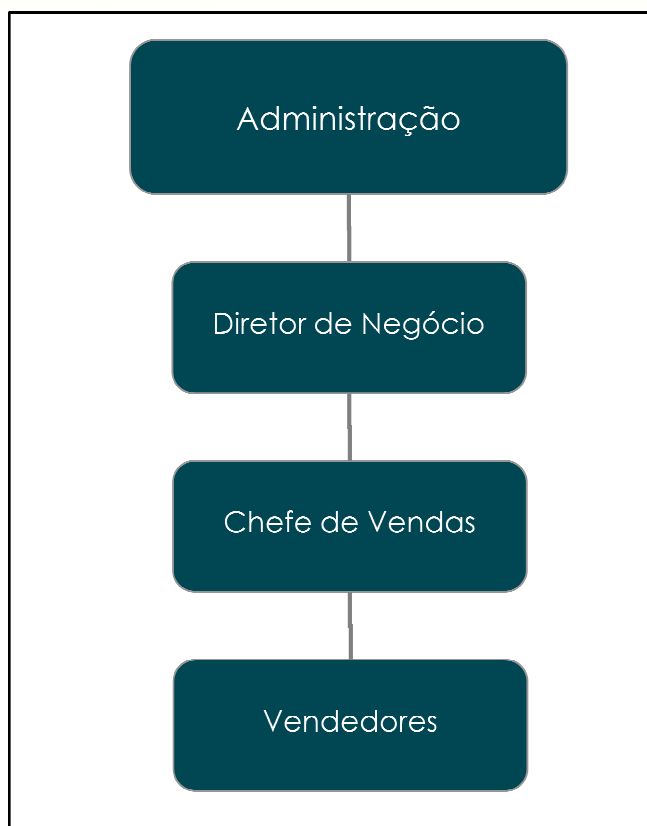 Administração
Diretor de Negócio
Chefe de Vendas
Vendedores